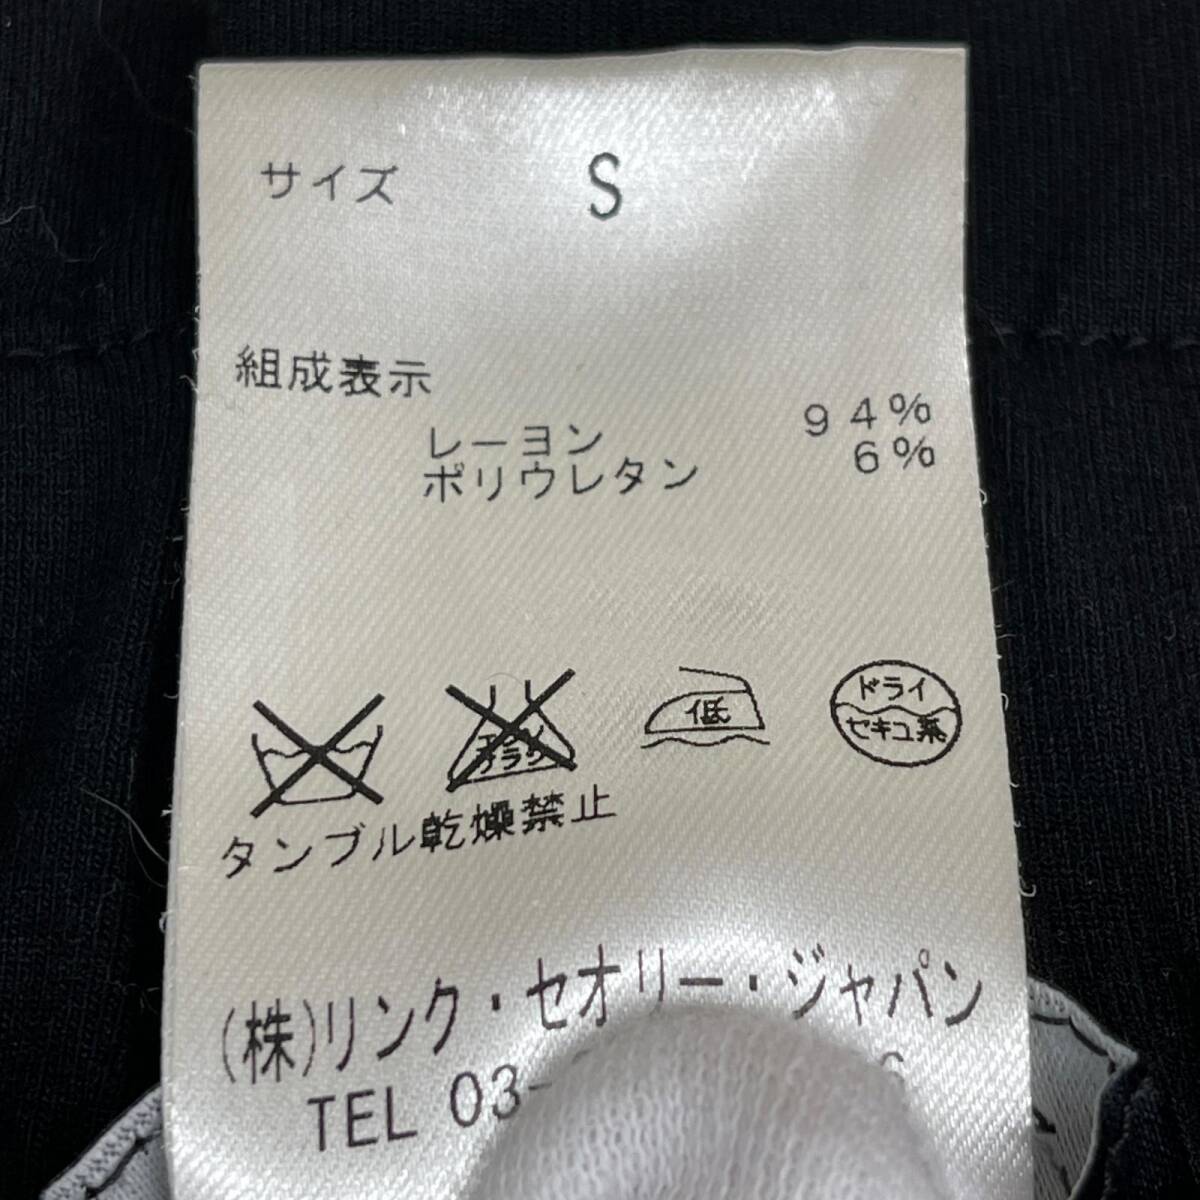 サイズ S
組成表示
レーヨン 94%
ポリウレタン 6%
低
ドライ
セキユ系
タンブル乾燥禁止
(株)リンク・セオリー・ジャパン
TEL 03-